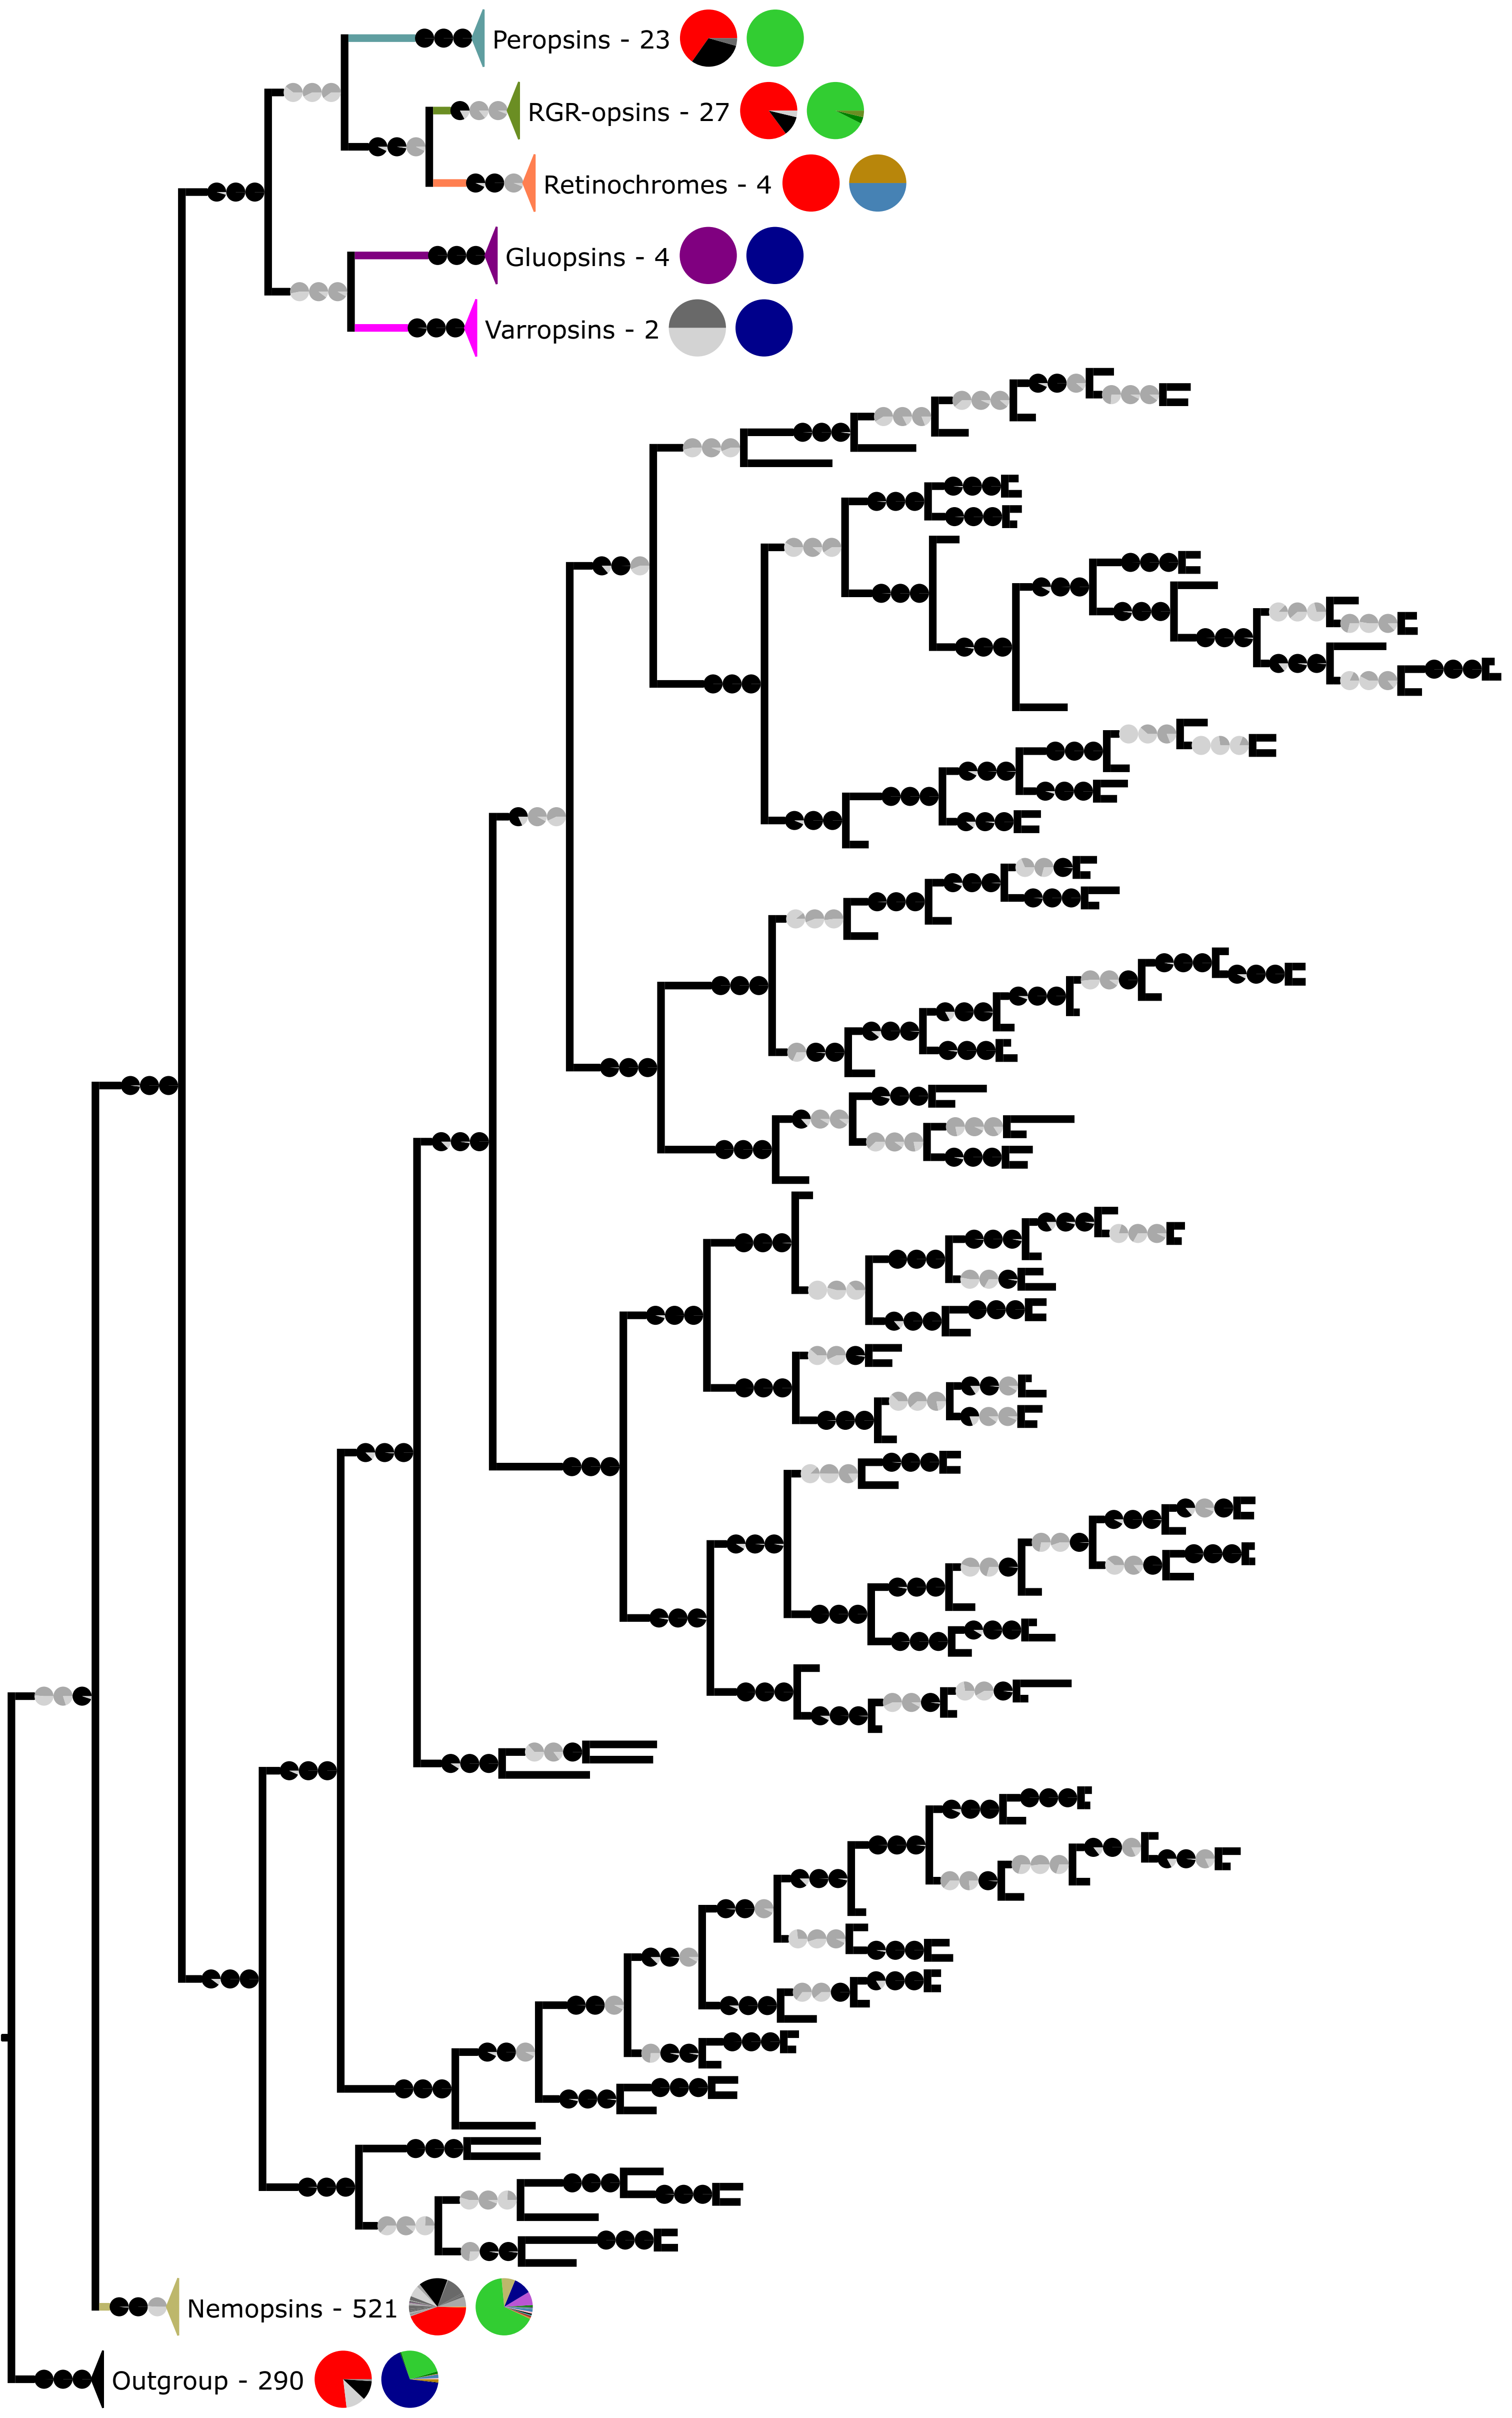 Peropsins - 23
RGR-opsins - 27
Retinochromes - 4
Gluopsins - 4
Varropsins - 2
Nemopsins - 521
Outgroup - 290